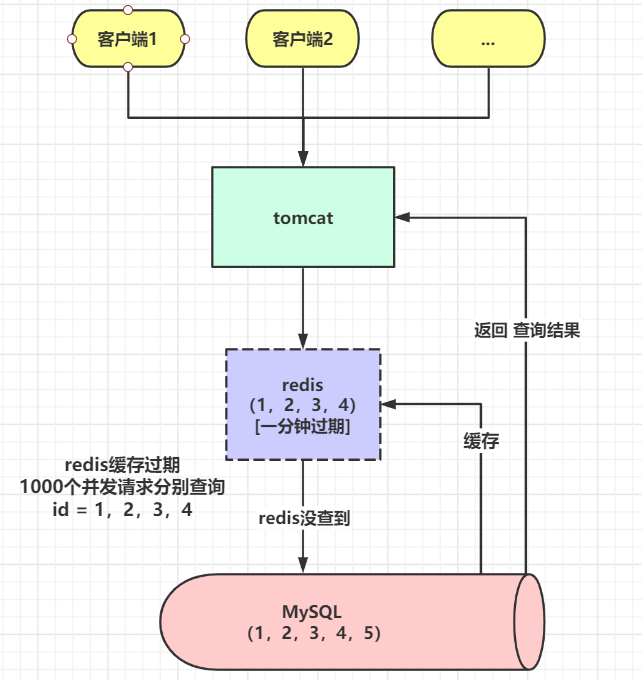 客户端1
客户端2
...
tomcat
返回 查询结果
redis
（1，2，3，4）
[一分钟过期]
缓存
redis缓存过期
1000个并发请求分别查询
id = 1，2，3，4
redis没查到
MySQL
（1，2，3，4，5）